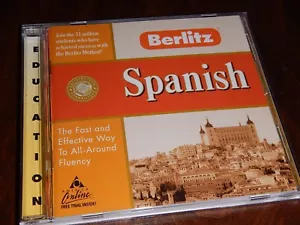 EDUCATION
Join the 31 million
students who have
achieved success with
the Berlitz Method!
Berlitz
Spanish
The Fast and
Effective Way
To All-Around
Fluency
Online
FREE TRIAL INSIDE!